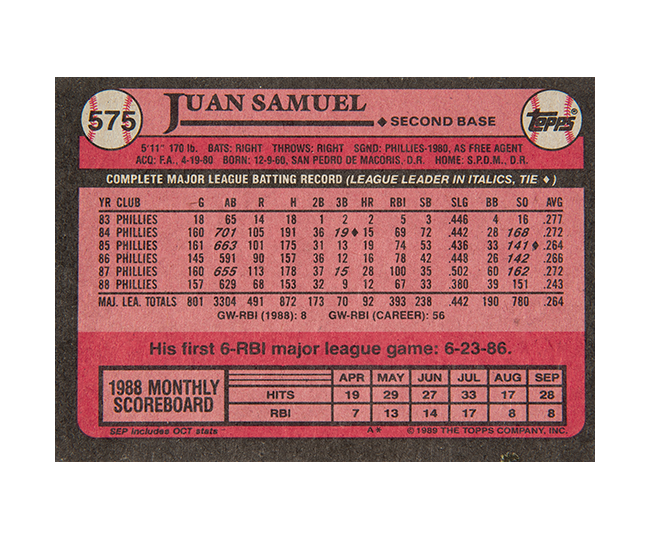 575
JUAN SAMUEL
♦ SECOND BASE
Topps
5'11" 170 lb. BATS: RIGHT THROWS: RIGHT SGND: PHILLIES-1980, AS FREE AGENT
ACQ: F.A., 4-19-80 BORN: 12-9-60, SAN PEDRO DE MACORIS, D.R. HOME: S.P.D.M., D.R.
COMPLETE MAJOR LEAGUE BATTING RECORD (LEAGUE LEADER IN ITALICS, TIE ♦)
YR CLUB G AB R H 2B 3B HR RBI SB SLG BB SO AVG
83 PHILLIES 18 65 14 18 1 2 2 5 3 .446 4 16 .277
84 PHILLIES 160 701 105 191 36 19♦ 15 69 72 .442 28 168 .272
85 PHILLIES 161 663 101 175 31 13 19 74 53 .436 33 141♦ .264
86 PHILLIES 145 591 90 157 36 12 16 78 42 .448 26 142 .266
87 PHILLIES 160 655 113 178 37 15 28 100 35 .502 60 162 .272
88 PHILLIES 157 629 68 153 32 9 12 67 33 .380 39 151 .243
MAJ. LEA. TOTALS 801 3304 491 872 173 70 92 393 238 .442 190 780 .264
GW-RBI (1988): 8 GW-RBI (CAREER): 56
His first 6-RBI major league game: 6-23-86.
1988 MONTHLY SCOREBOARD
APR MAY JUN JUL AUG SEP
HITS 19 29 27 33 17 28
RBI 7 13 14 17 8 8
SEP includes OCT stats A* © 1989 THE TOPPS COMPANY, INC.